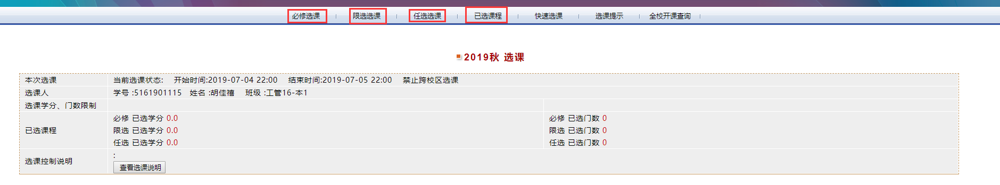 必修选课 限选选课 任选选课 已选课程 快速选课 选课提示 全校开课查询
2019秋 选课
本次选课 当前选课状态: 开始时间:2019-07-04 22:00 结束时间:2019-07-05 22:00 禁止跨校区选课
选课人 学号 :5161901115 姓名 :胡佳禧 班级 :工管16-本1
选课学分、门数限制
已选课程
必修 已选学分 0.0 必修 已选门数 0
限选 已选学分 0.0 限选 已选门数 0
任选 已选学分 0.0 任选 已选门数 0
选课控制说明 :
查看选课说明